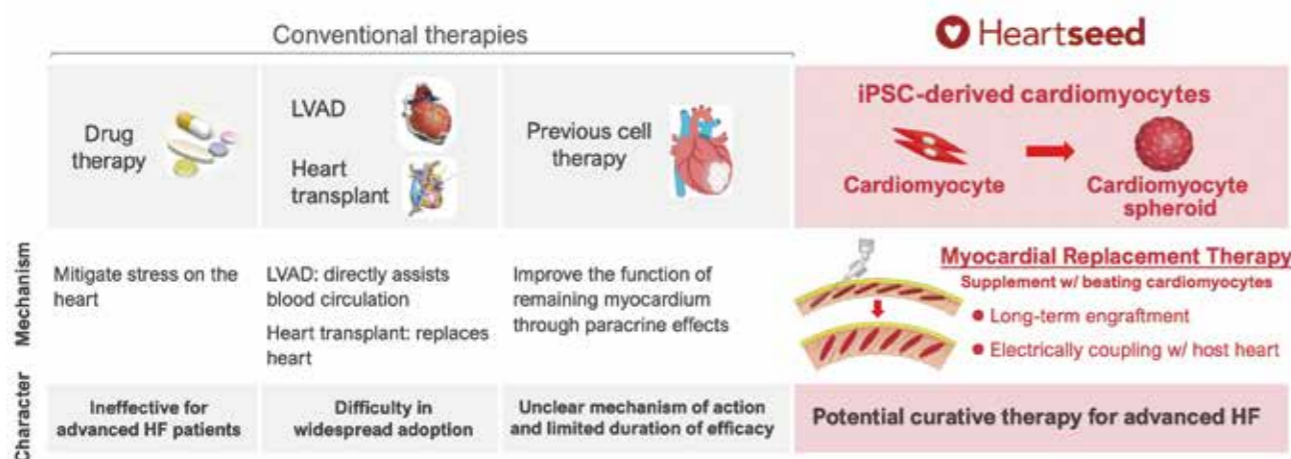 Conventional therapies
Heartseed
Drug
therapy
LVAD
Heart
transplant
Previous cell
therapy
iPSC-derived cardiomyocytes
Cardiomyocyte
Cardiomyocyte
spheroid
Mechanism
Mitigate stress on the
heart
LVAD: directly assists
blood circulation
Heart transplant: replaces
heart
Improve the function of
remaining myocardium
through paracrine effects
Myocardial Replacement Therapy
Supplement w/ beating cardiomyocytes
● Long-term engraftment
● Electrically coupling w/ host heart
Character
Ineffective for
advanced HF patients
Difficulty in
widespread adoption
Unclear mechanism of action
and limited duration of efficacy
Potential curative therapy for advanced HF